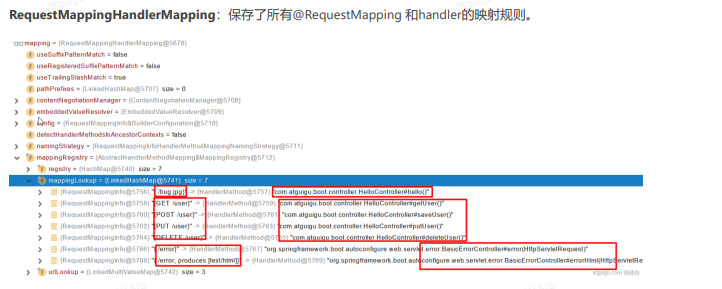 RequestMappingHandlerMapping：保存了所有@RequestMapping 和handler的映射规则。
mapping = {RequestMappingHandlerMapping@5678}
useSuffixPatternMatch = false
useRegisteredSuffixPatternMatch = false
useTrailingSlashMatch = true
pathPrefixes = {LinkedHashMap@5707} size = 0
contentNegotiationManager = {ContentNegotiationManager@5708}
embeddedValueResolver = {EmbeddedValueResolver@5709}
config = {RequestMappingInfo$BuilderConfiguration@5710}
detectHandlerMethodsInAncestorContexts = false
namingStrategy = {RequestMappingInfoHandlerMethodMappingNamingStrategy@5711}
mappingRegistry = {AbstractHandlerMethodMapping$MappingRegistry@5712}
registry = {HashMap@5740} size = 7
mappingLookup = {LinkedHashMap@5741} size = 7
{RequestMappingInfo@5756} "{ /bug.jpg}" -> {HandlerMethod@5757} "com.atguigu.boot.controller.HelloController#hello()"
{RequestMappingInfo@5758} "{GET /user}" -> {HandlerMethod@5759} "com.atguigu.boot.controller.HelloController#getUser()"
{RequestMappingInfo@5760} "{POST /user}" -> {HandlerMethod@5761} "com.atguigu.boot.controller.HelloController#saveUser()"
{RequestMappingInfo@5762} "{PUT /user}" -> {HandlerMethod@5763} "com.atguigu.boot.controller.HelloController#putUser()"
{RequestMappingInfo@5764} "{DELETE /user}" -> {HandlerMethod@5765} "com.atguigu.boot.controller.HelloController#deleteUser()"
{RequestMappingInfo@5766} "{ /error}" -> {HandlerMethod@5767} "org.springframework.boot.autoconfigure.web.servlet.error.BasicErrorController#error(HttpServletRequest)"
{RequestMappingInfo@5768} "{ /error, produces [text/html]}" -> {HandlerMethod@5769} "org.springframework.boot.autoconfigure.web.servlet.error.BasicErrorController#errorHtml(HttpServletRe
urlLookup = {LinkedMultiValueMap@5742} size = 3
atguigu.com 尚硅谷